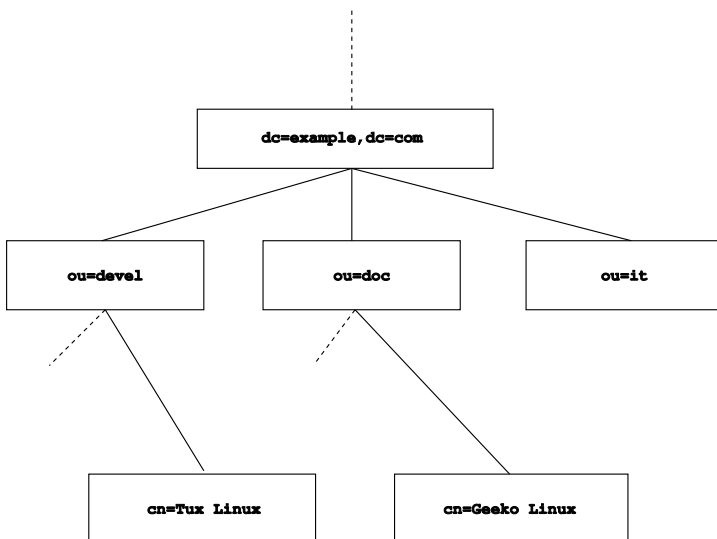 dc=example,dc=com
ou=devel
ou=doc
ou=it
cn=Tux Linux
cn=Geeko Linux